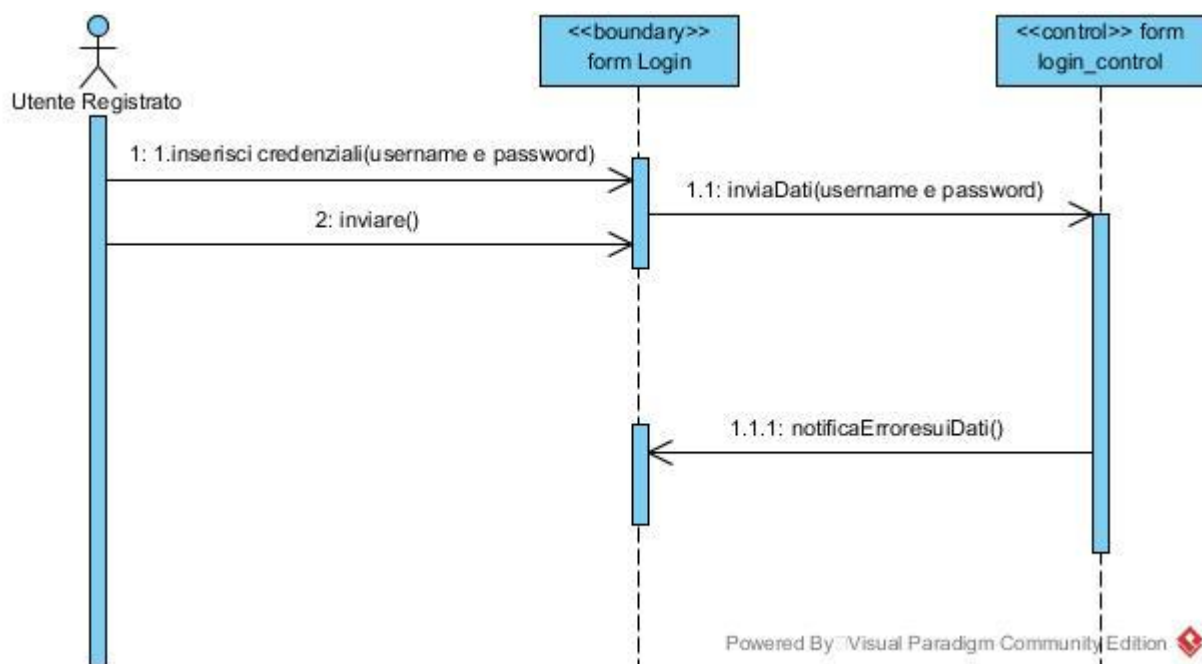 <<boundary>>
form Login
<<control>> form
login_control
Utente Registrato
1: 1.inserisci credenziali(username e password)
1.1: inviaDati(username e password)
2: inviare()
1.1.1: notificaErroresuiDati()
Powered By Visual Paradigm Community Edition